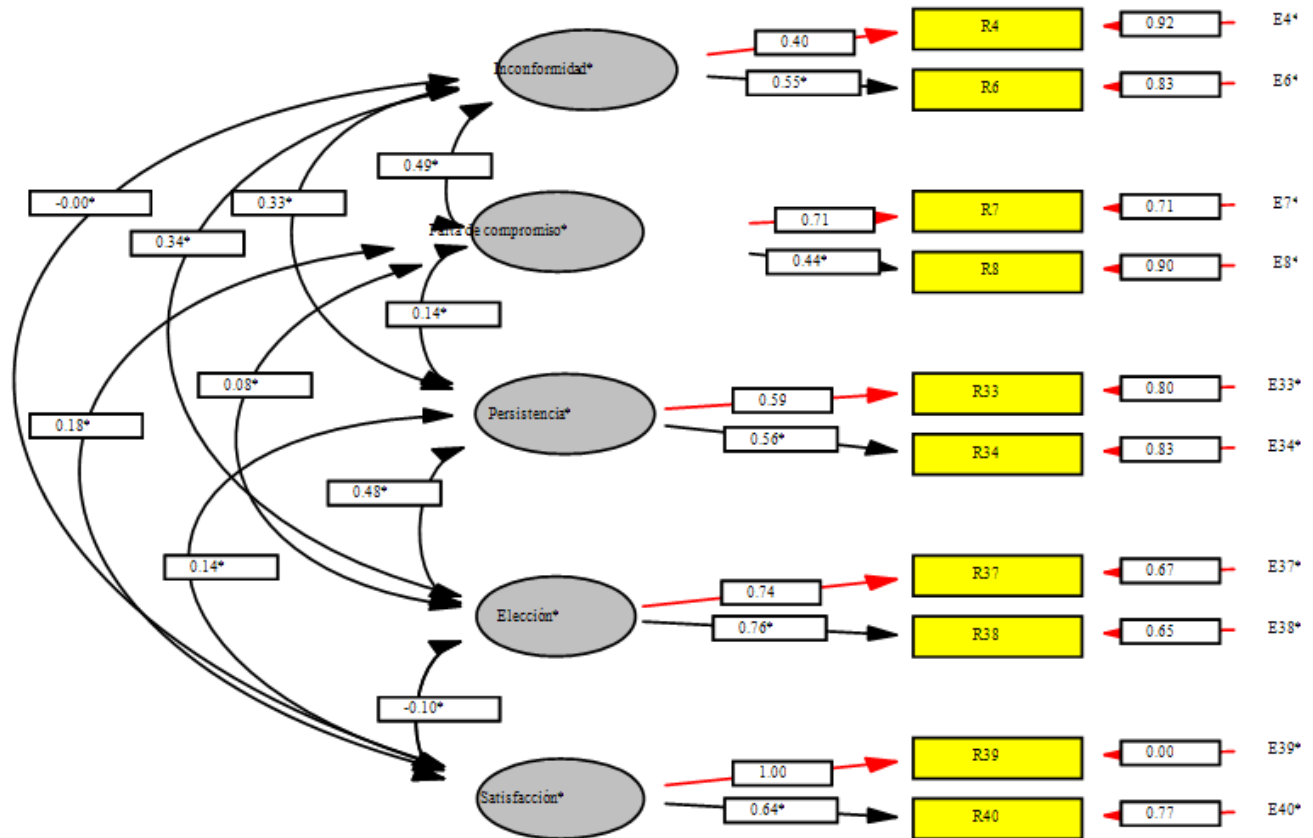 R4 0.92 E4*
0.40
Inconformidad*
0.55* R6 0.83 E6*
0.49*
-0.00* 0.33* R7 0.71 E7*
0.71
Falta de compromiso*
0.34* 0.44* R8 0.90 E8*
0.14*
0.08* R33 0.80 E33*
0.59
Persistencia*
0.18* 0.56* R34 0.83 E34*
0.48*
0.14* R37 0.67 E37*
0.74
Elección* 0.76* R38 0.65 E38*
-0.10*
R39 0.00 E39*
1.00
Satisfacción*
0.64* R40 0.77 E40*